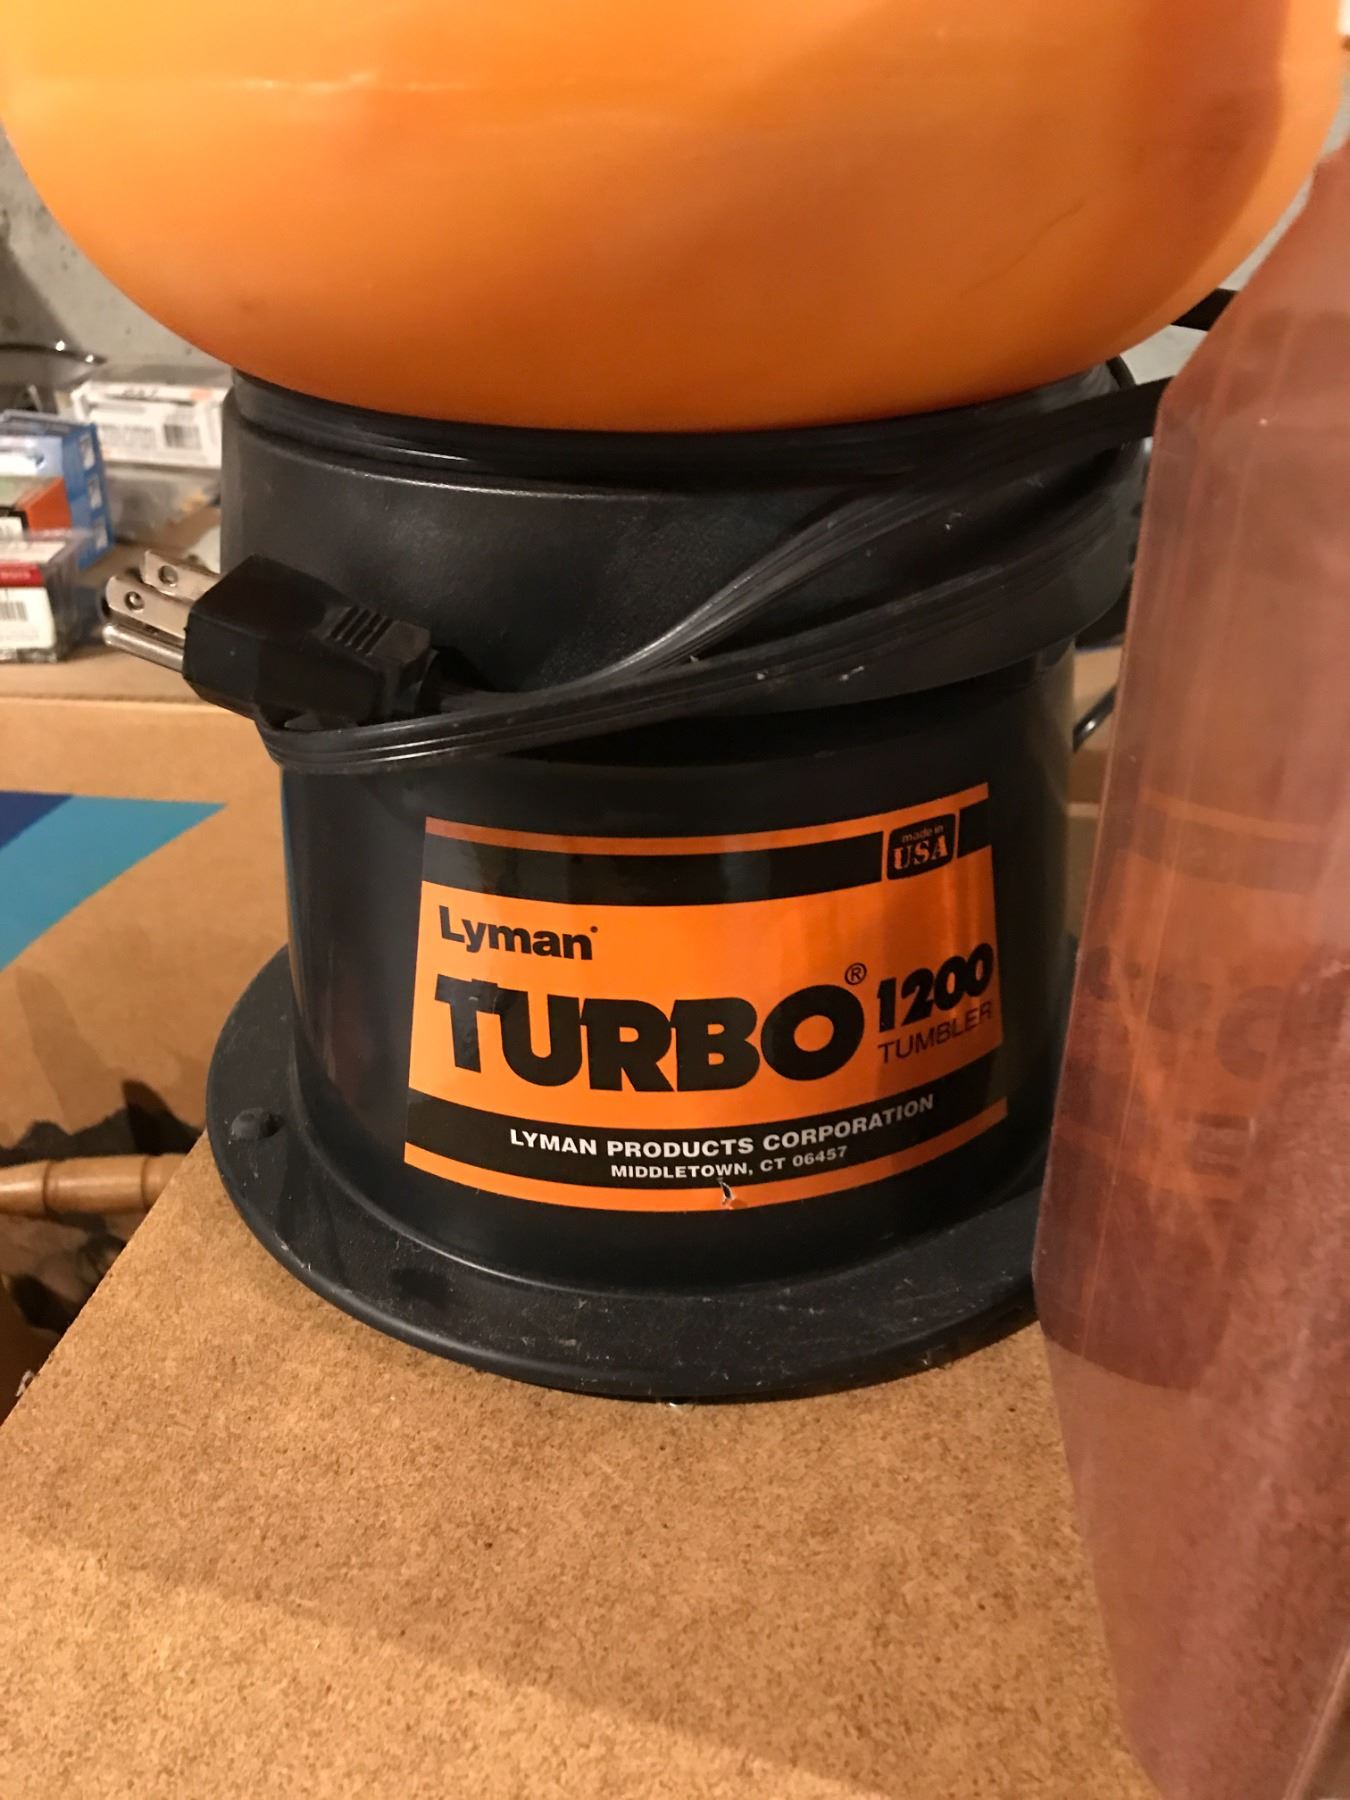 made in
USA
Lyman
TURBO® 1200
TUMBLER
LYMAN PRODUCTS CORPORATION
MIDDLETOWN, CT 06457